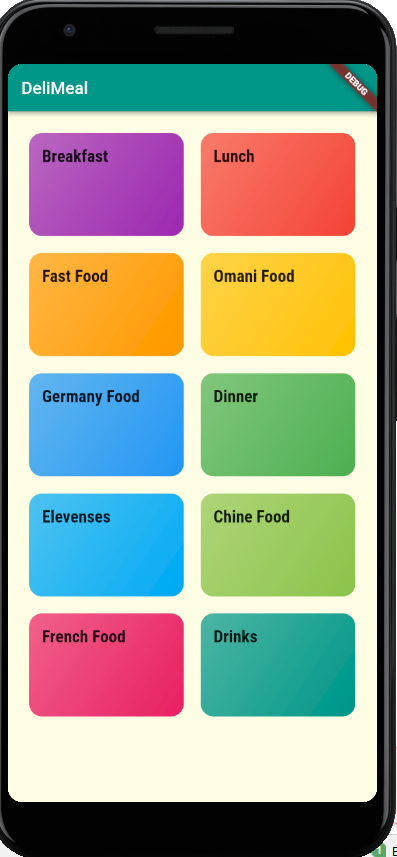 DeliMeal
DEBUG
Breakfast
Lunch
Fast Food
Omani Food
Germany Food
Dinner
Elevenses
Chine Food
French Food
Drinks